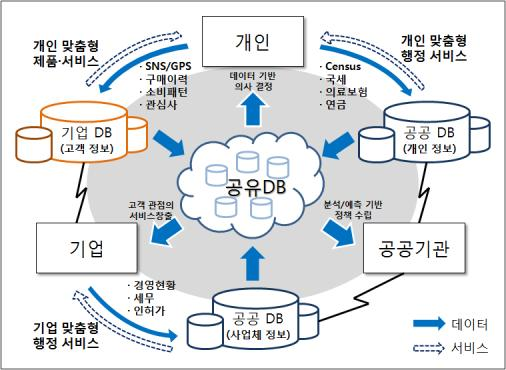 개인
개인 맞춤형
제품·서비스
개인 맞춤형
행정 서비스
· SNS/GPS
· 구매이력
· 소비패턴
· 관심사
데이터 기반
의사 결정
· Census
· 국세
· 의료보험
· 연금
기업 DB
(고객 정보)
공공 DB
(개인 정보)
공유DB
고객 관점의
서비스창출
분석/예측 기반
정책 수립
기업
공공기관
· 경영현황
· 세무
· 인허가
공공 DB
(사업체 정보)
기업 맞춤형
행정 서비스
데이터
서비스